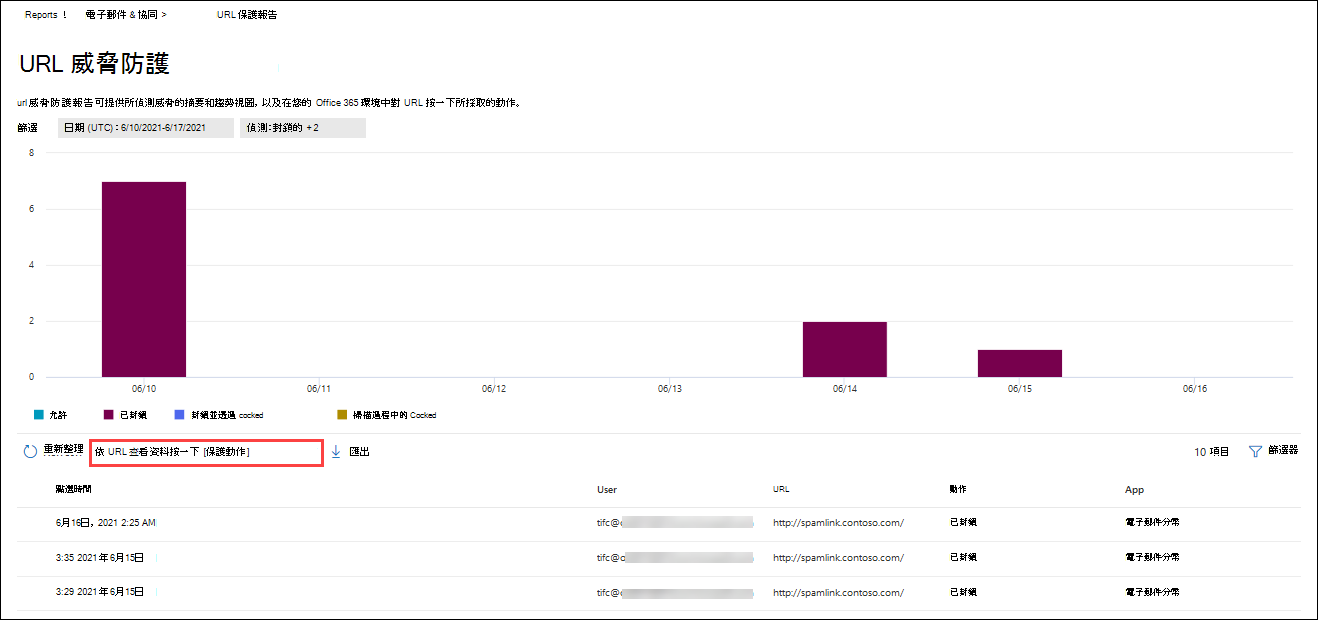 Reports ! 電子郵件 & 協同 > URL 保護報告
URL 威脅防護
url 威脅防護報告可提供所偵測威脅的摘要和趨勢視圖，以及在您的 Office 365 環境中對 URL 按一下所採取的動作。
篩選 日期 (UTC)：6/10/2021-6/17/2021 偵測：封鎖的 +2
8
6
4
2
0
06/10 06/11 06/12 06/13 06/14 06/15 06/16
允許 已封鎖 封鎖並透過 cocked 掃描過程中的 Cocked
重新整理 依 URL 查看資料按一下 [保護動作] 匯出 10 項目 篩選器
點選時間 User URL 動作 App
6月16日，2021 2:25 AM tifc@ http://spamlink.contoso.com/ 已封鎖 電子郵件分常
3:35 2021 年 6月15日 tifc@ http://spamlink.contoso.com/ 已封鎖 電子郵件分常
3:29 2021 年 6月15日 tifc@ http://spamlink.contoso.com/ 已封鎖 電子郵件分常